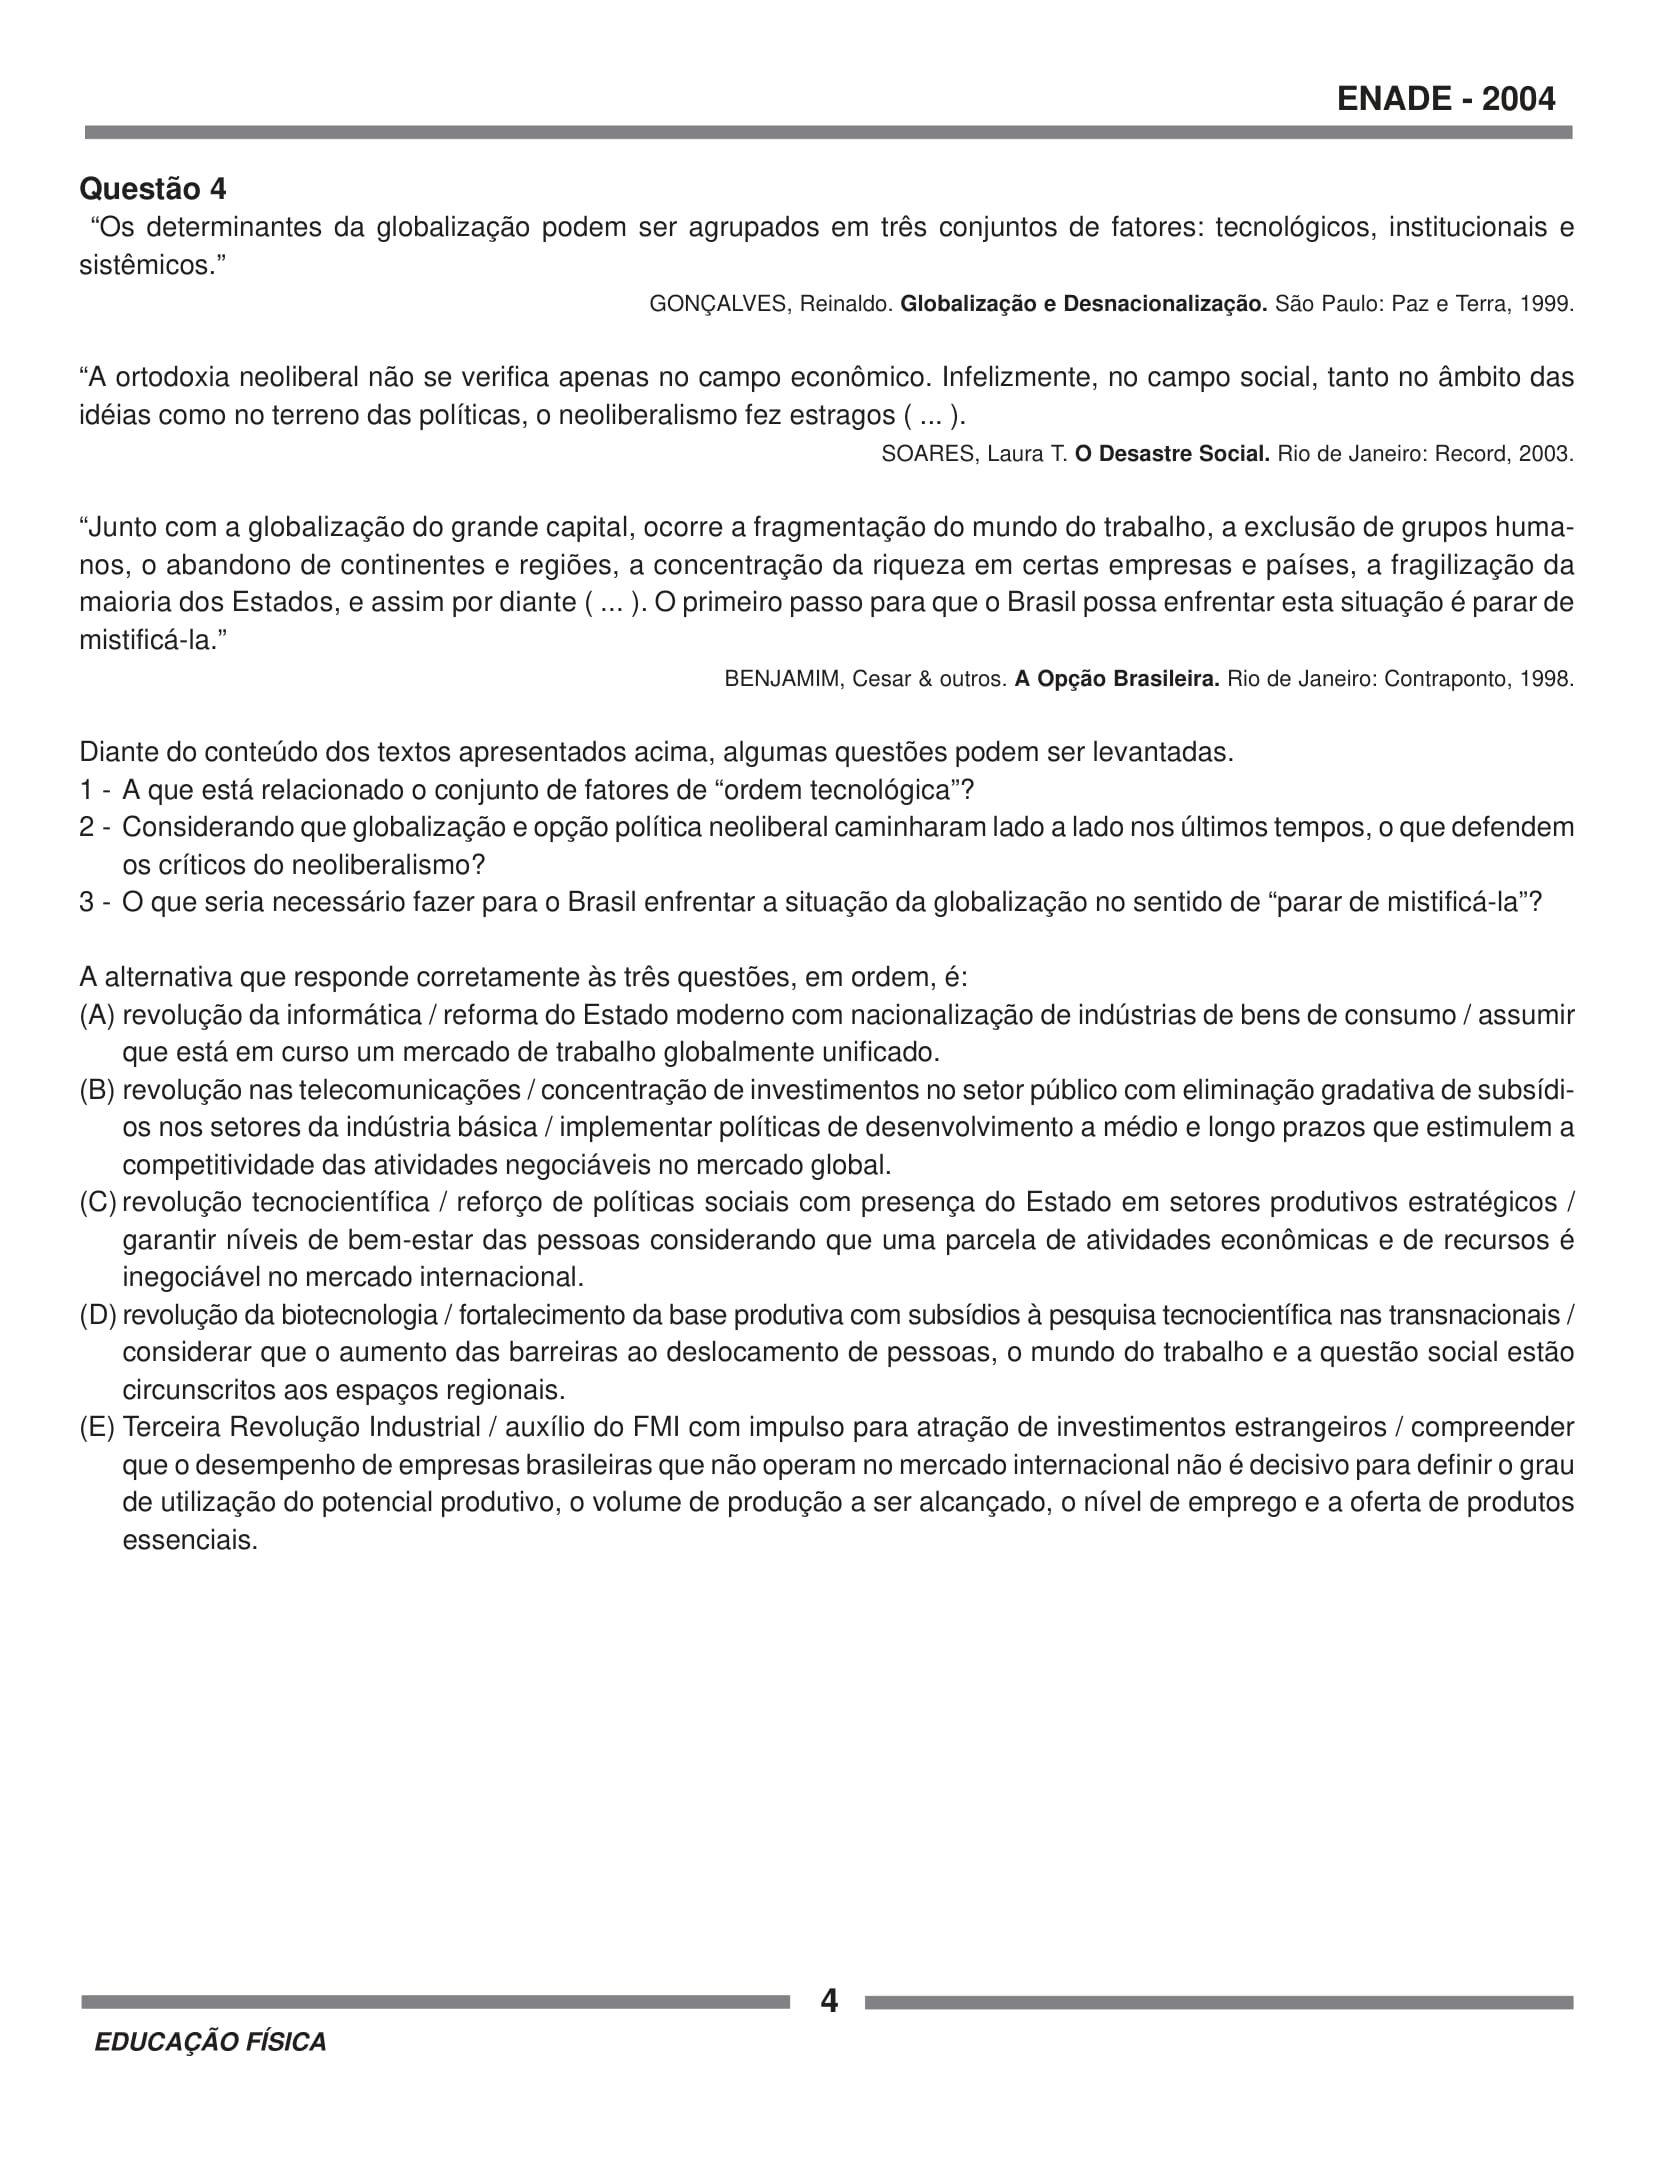 ENADE - 2004
Questão 4
“Os determinantes da globalização podem ser agrupados em três conjuntos de fatores: tecnológicos, institucionais e
sistêmicos.”
GONÇALVES, Reinaldo. Globalização e Desnacionalização. São Paulo: Paz e Terra, 1999.
“A ortodoxia neoliberal não se verifica apenas no campo econômico. Infelizmente, no campo social, tanto no âmbito das
idéias como no terreno das políticas, o neoliberalismo fez estragos ( ... ).
SOARES, Laura T. O Desastre Social. Rio de Janeiro: Record, 2003.
“Junto com a globalização do grande capital, ocorre a fragmentação do mundo do trabalho, a exclusão de grupos huma-
nos, o abandono de continentes e regiões, a concentração da riqueza em certas empresas e países, a fragilização da
maioria dos Estados, e assim por diante ( ... ). O primeiro passo para que o Brasil possa enfrentar esta situação é parar de
mistificá-la.”
BENJAMIM, Cesar & outros. A Opção Brasileira. Rio de Janeiro: Contraponto, 1998.
Diante do conteúdo dos textos apresentados acima, algumas questões podem ser levantadas.
1 - A que está relacionado o conjunto de fatores de “ordem tecnológica”?
2 - Considerando que globalização e opção política neoliberal caminharam lado a lado nos últimos tempos, o que defendem
os críticos do neoliberalismo?
3 - O que seria necessário fazer para o Brasil enfrentar a situação da globalização no sentido de “parar de mistificá-la”?
A alternativa que responde corretamente às três questões, em ordem, é:
(A) revolução da informática / reforma do Estado moderno com nacionalização de indústrias de bens de consumo / assumir
que está em curso um mercado de trabalho globalmente unificado.
(B) revolução nas telecomunicações / concentração de investimentos no setor público com eliminação gradativa de subsídi-
os nos setores da indústria básica / implementar políticas de desenvolvimento a médio e longo prazos que estimulem a
competitividade das atividades negociáveis no mercado global.
(C) revolução tecnocientífica / reforço de políticas sociais com presença do Estado em setores produtivos estratégicos /
garantir níveis de bem-estar das pessoas considerando que uma parcela de atividades econômicas e de recursos é
inegociável no mercado internacional.
(D) revolução da biotecnologia / fortalecimento da base produtiva com subsídios à pesquisa tecnocientífica nas transnacionais /
considerar que o aumento das barreiras ao deslocamento de pessoas, o mundo do trabalho e a questão social estão
circunscritos aos espaços regionais.
(E) Terceira Revolução Industrial / auxílio do FMI com impulso para atração de investimentos estrangeiros / compreender
que o desempenho de empresas brasileiras que não operam no mercado internacional não é decisivo para definir o grau
de utilização do potencial produtivo, o volume de produção a ser alcançado, o nível de emprego e a oferta de produtos
essenciais.
4
EDUCAÇÃO FÍSICA